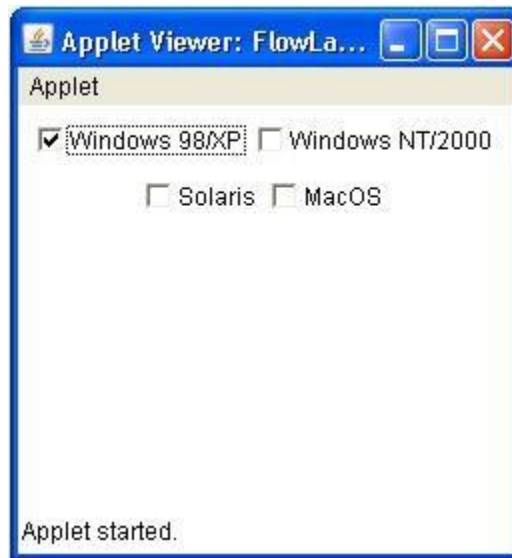 Applet Viewer: FlowLa...
Applet
Windows 98/XP Windows NT/2000
Solaris MacOS
Applet started.